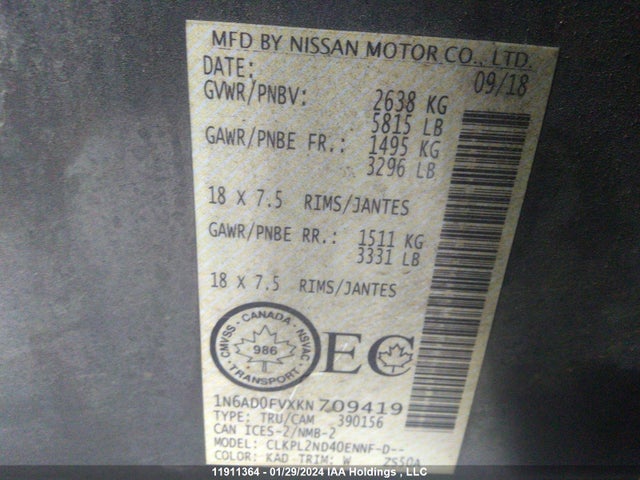 MFD BY NISSAN MOTOR CO., LTD.
DATE: 09/18
GVWR/PNBV: 2638 KG
5815 LB
GAWR/PNBE FR.: 1495 KG
3296 LB
18 X 7.5 RIMS/JANTES
GAWR/PNBE RR.: 1511 KG
3331 LB
18 X 7.5 RIMS/JANTES
CMVSS · CANADA · NSVAC
986
TRANSPORT
EC
1N6AD0FVXKN709419
TYPE: TRU/CAM 390156
CAN ICES-2/NMB-2
MODEL: CLKPL2ND40ENNF-D--
COLOR: KAD TRIM: W ZS50A
11911364 - 01/29/2024 IAA Holdings , LLC